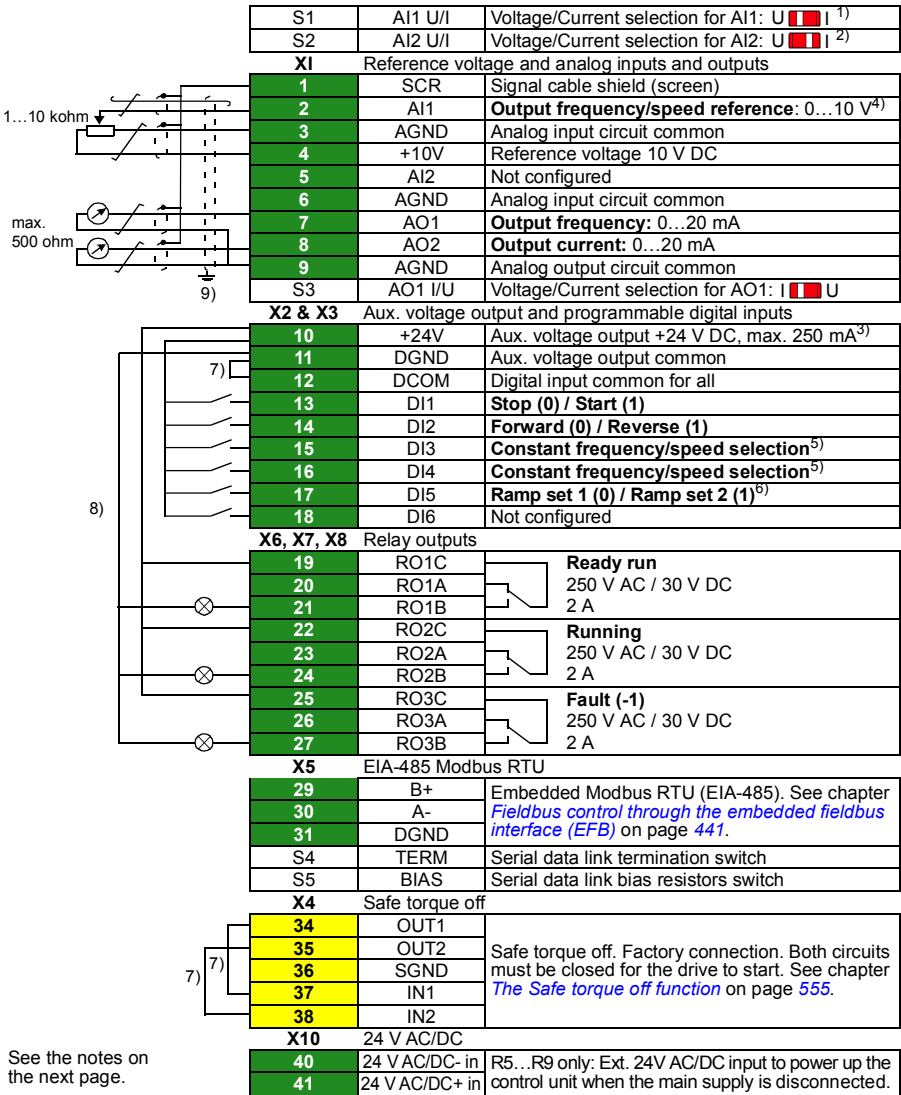 S1 AI1 U/I Voltage/Current selection for AI1: U I 1)
S2 AI2 U/I Voltage/Current selection for AI2: U I 2)
XI Reference voltage and analog inputs and outputs
1 SCR Signal cable shield (screen)
1…10 kohm
2 AI1 Output frequency/speed reference: 0…10 V4)
3 AGND Analog input circuit common
4 +10V Reference voltage 10 V DC
5 AI2 Not configured
6 AGND Analog input circuit common
max.
500 ohm
7 AO1 Output frequency: 0…20 mA
8 AO2 Output current: 0…20 mA
9 AGND Analog output circuit common
9)
S3 AO1 I/U Voltage/Current selection for AO1: I U
X2 & X3 Aux. voltage output and programmable digital inputs
10 +24V Aux. voltage output +24 V DC, max. 250 mA3)
11 DGND Aux. voltage output common
7)
12 DCOM Digital input common for all
13 DI1 Stop (0) / Start (1)
14 DI2 Forward (0) / Reverse (1)
15 DI3 Constant frequency/speed selection5)
16 DI4 Constant frequency/speed selection5)
17 DI5 Ramp set 1 (0) / Ramp set 2 (1)6)
8)
18 DI6 Not configured
X6, X7, X8 Relay outputs
19 RO1C Ready run
20 RO1A 250 V AC / 30 V DC
21 RO1B 2 A
22 RO2C Running
23 RO2A 250 V AC / 30 V DC
24 RO2B 2 A
25 RO3C Fault (-1)
26 RO3A 250 V AC / 30 V DC
27 RO3B 2 A
X5 EIA-485 Modbus RTU
29 B+ Embedded Modbus RTU (EIA-485). See chapter
30 A- Fieldbus control through the embedded fieldbus
31 DGND interface (EFB) on page 441.
S4 TERM Serial data link termination switch
S5 BIAS Serial data link bias resistors switch
X4 Safe torque off
34 OUT1
35 OUT2 Safe torque off. Factory connection. Both circuits
7) 7)
36 SGND must be closed for the drive to start. See chapter
37 IN1 The Safe torque off function on page 555.
38 IN2
X10 24 V AC/DC
See the notes on
the next page.
40 24 V AC/DC- in R5…R9 only: Ext. 24V AC/DC input to power up the
41 24 V AC/DC+ in control unit when the main supply is disconnected.